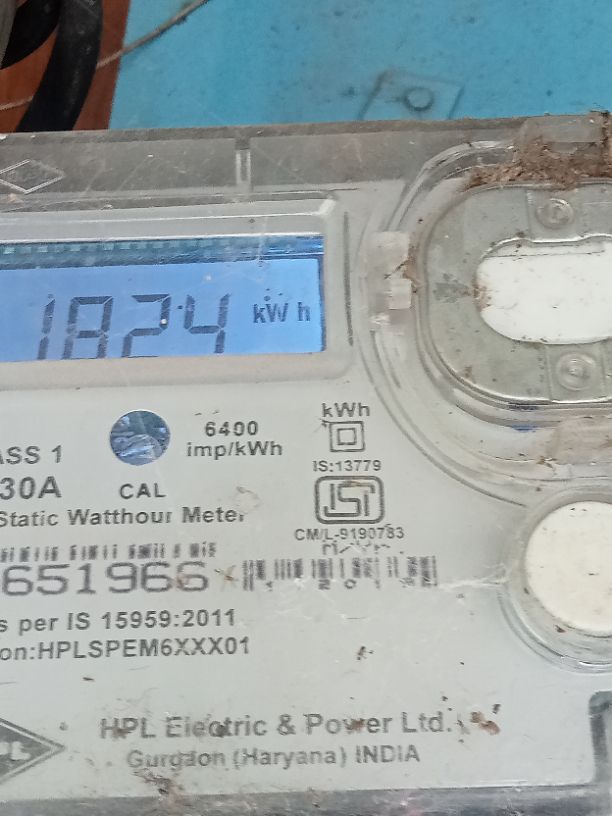 1824 kWh
kWh
6400
imp/kWh
ASS 1
30A
CAL
IS:13779
ISI
Static Watthour Meter
CM/L-9190783
651966
s per IS 15959:2011
on:HPLSPEM6XXX01
HPL Electric & Power Ltd.
Gurgaon (Haryana) INDIA